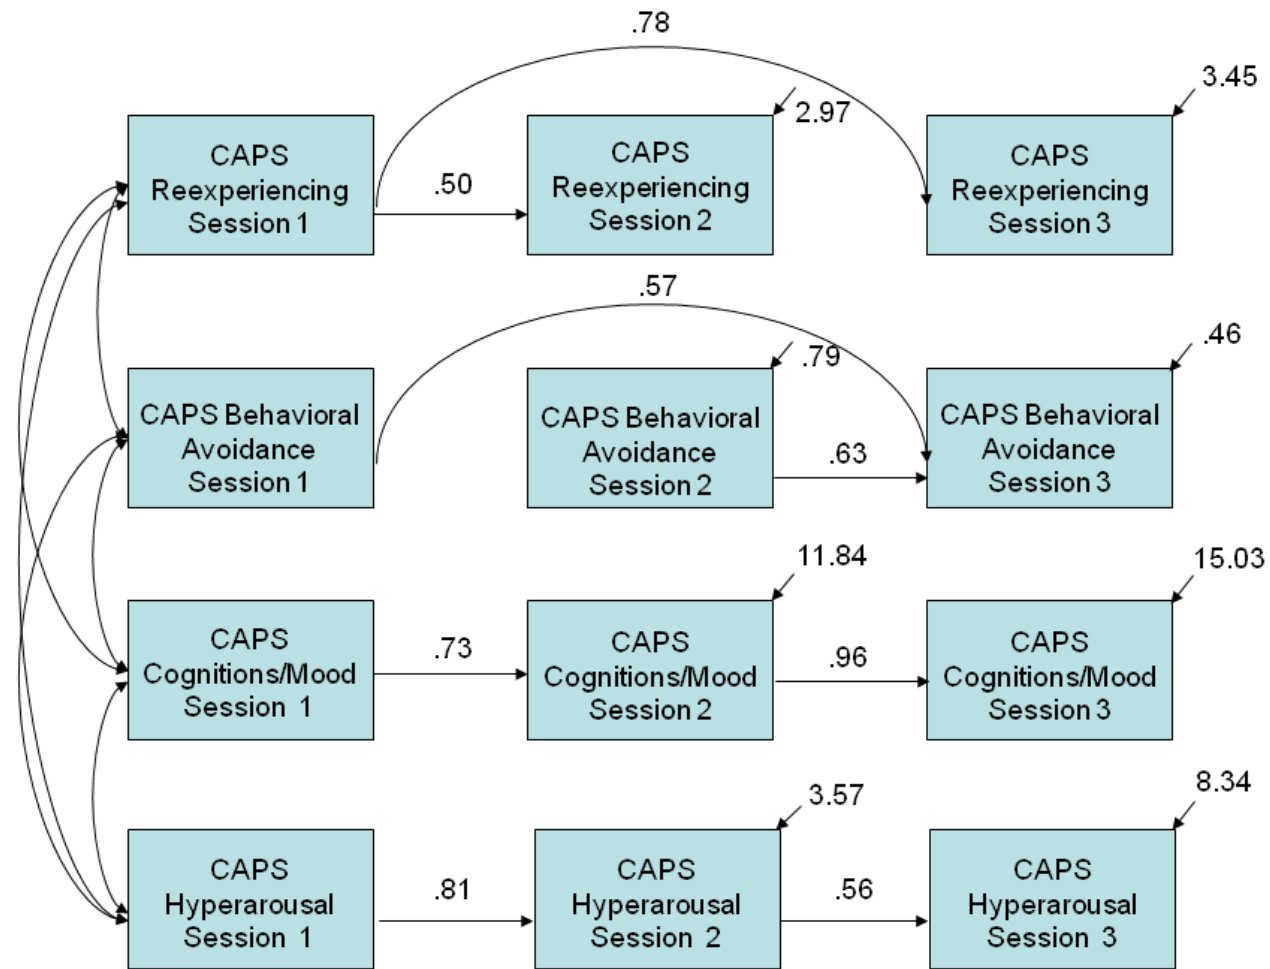 .78
3.45
2.97
CAPS
Reexperiencing
Session 1
.50
CAPS
Reexperiencing
Session 2
CAPS
Reexperiencing
Session 3
.57
.79
.46
CAPS Behavioral
Avoidance
Session 1
CAPS Behavioral
Avoidance
Session 2
.63
CAPS Behavioral
Avoidance
Session 3
11.84
15.03
CAPS
Cognitions/Mood
Session 1
.73
CAPS
Cognitions/Mood
Session 2
.96
CAPS
Cognitions/Mood
Session 3
3.57
8.34
CAPS
Hyperarousal
Session 1
.81
CAPS
Hyperarousal
Session 2
.56
CAPS
Hyperarousal
Session 3